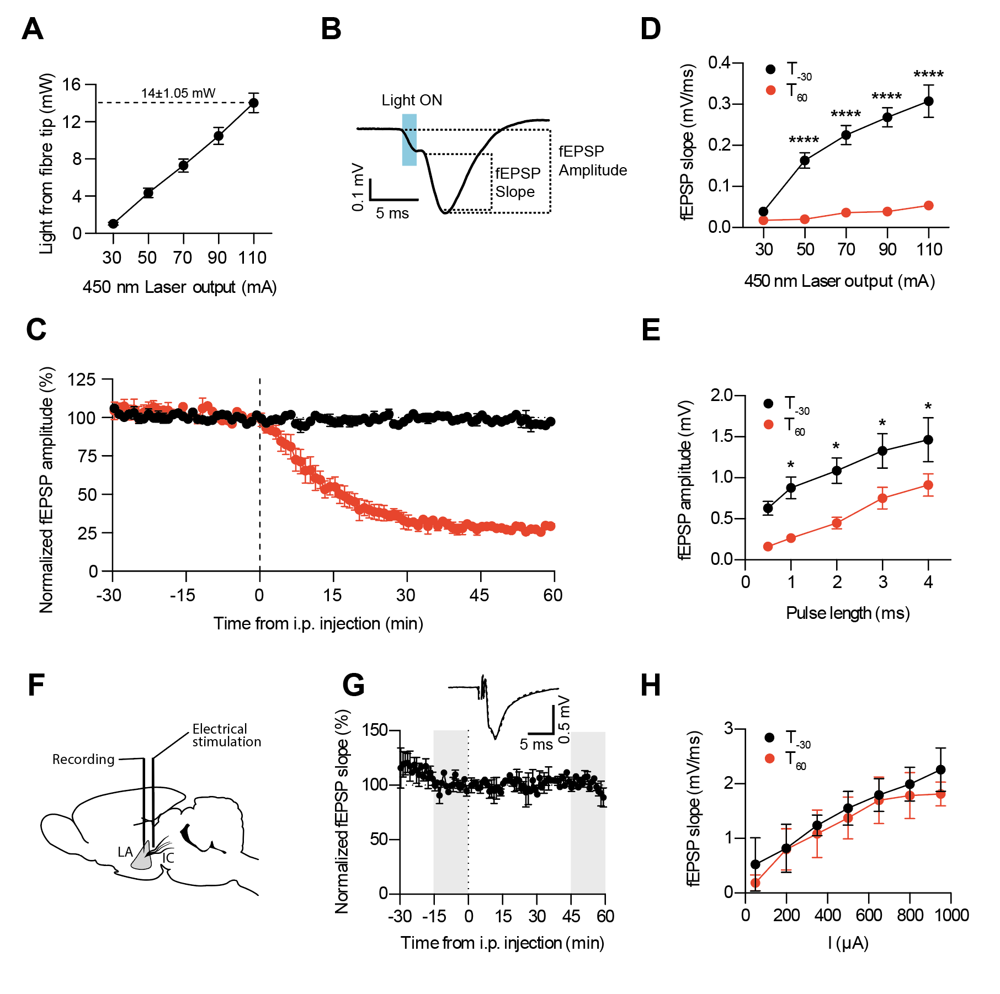 A
Light from fibre tip (mW)
16
12
8
4
0
14±1.05 mW
30 50 70 90 110
450 nm Laser output (mA)
B
Light ON
0.1 mV
5 ms
fEPSP
Slope
fEPSP
Amplitude
D
fEPSP slope (mV/ms)
0.4
0.3
0.2
0.1
0.0
T-30
T60
****
****
****
****
30 50 70 90 110
450 nm Laser output (mA)
C
Normalized fEPSP amplitude (%)
125
100
75
50
25
0
-30 -15 0 15 30 45 60
Time from i.p. injection (min)
E
fEPSP amplitude (mV)
2.0
1.5
1.0
0.5
0.0
T-30
T60
*
*
*
*
0 1 2 3 4
Pulse length (ms)
F
Electrical
stimulation
Recording
LA
IC
G
Normalized fEPSP slope (%)
150
100
50
0
0.5 mV
5 ms
-30 -15 0 15 30 45 60
Time from i.p. injection (min)
H
fEPSP slope (mV/ms)
3
2
1
0
T-30
T60
0 200 400 600 800 1000
I (µA)